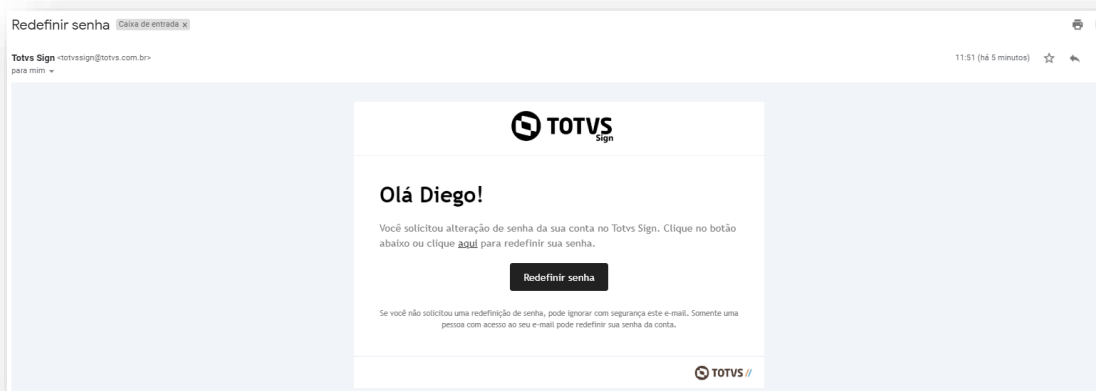 Redefinir senha Caixa de entrada x
Totvs Sign <totvssign@totvs.com.br>
11:51 (há 5 minutos)
para mim
TOTVS
Sign
Olá Diego!
Você solicitou alteração de senha da sua conta no Totvs Sign. Clique no botão
abaixo ou clique aqui para redefinir sua senha.
Redefinir senha
Se você não solicitou uma redefinição de senha, pode ignorar com segurança este e-mail. Somente uma
pessoa com acesso ao seu e-mail pode redefinir sua senha da conta.
TOTVS //